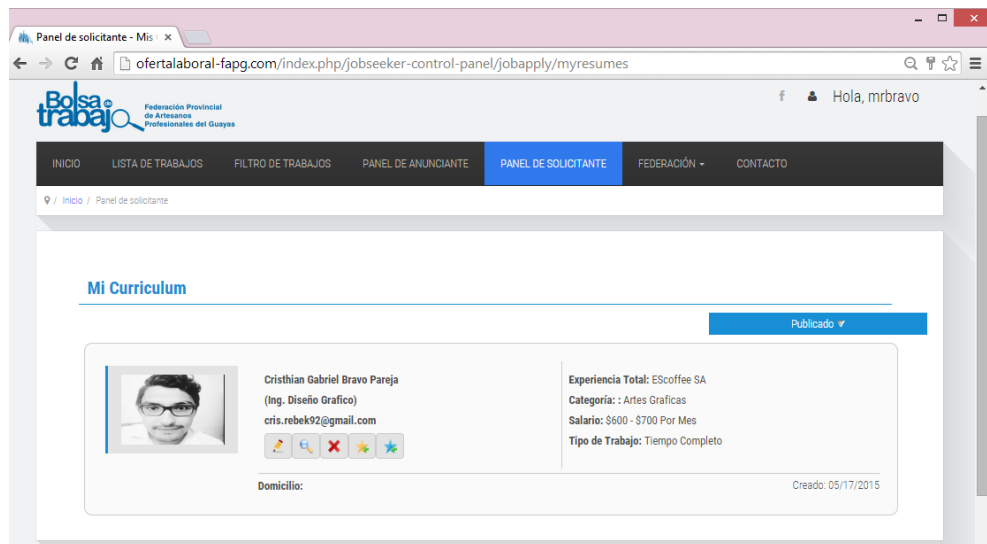 Panel de solicitante - Mis
ofertalaboral-fapg.com/index.php/jobseeker-control-panel/jobapply/myresumes
Bolsa de trabajo
Federación Provincial
de Artesanos
Profesionales del Guayas
Hola, mrbravo
INICIO LISTA DE TRABAJOS FILTRO DE TRABAJOS PANEL DE ANUNCIANTE PANEL DE SOLICITANTE FEDERACIÓN CONTACTO
/ Inicio / Panel de solicitante
Mi Curriculum
Publicado
Cristhian Gabriel Bravo Pareja
(Ing. Diseño Grafico)
cris.rebek92@gmail.com
Experiencia Total: EScoffee SA
Categoría: : Artes Graficas
Salario: $600 - $700 Por Mes
Tipo de Trabajo: Tiempo Completo
Domicilio:
Creado: 05/17/2015